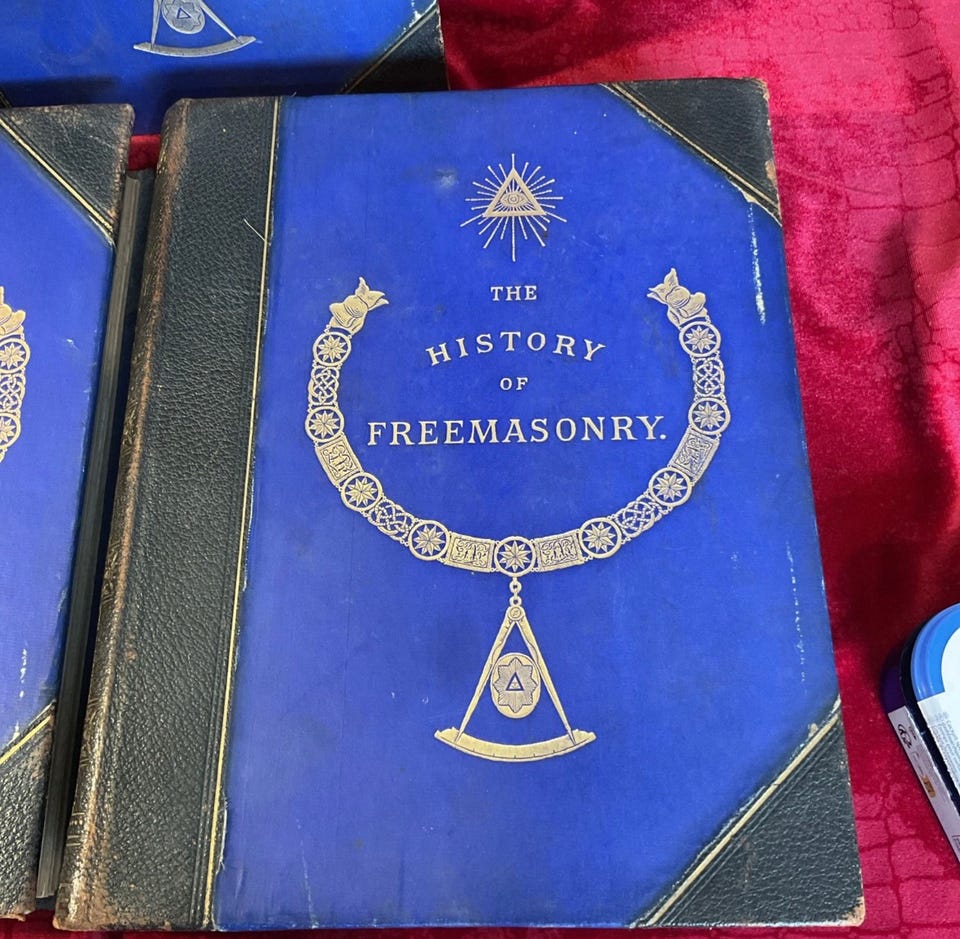 THE
HISTORY
OF
FREEMASONRY.